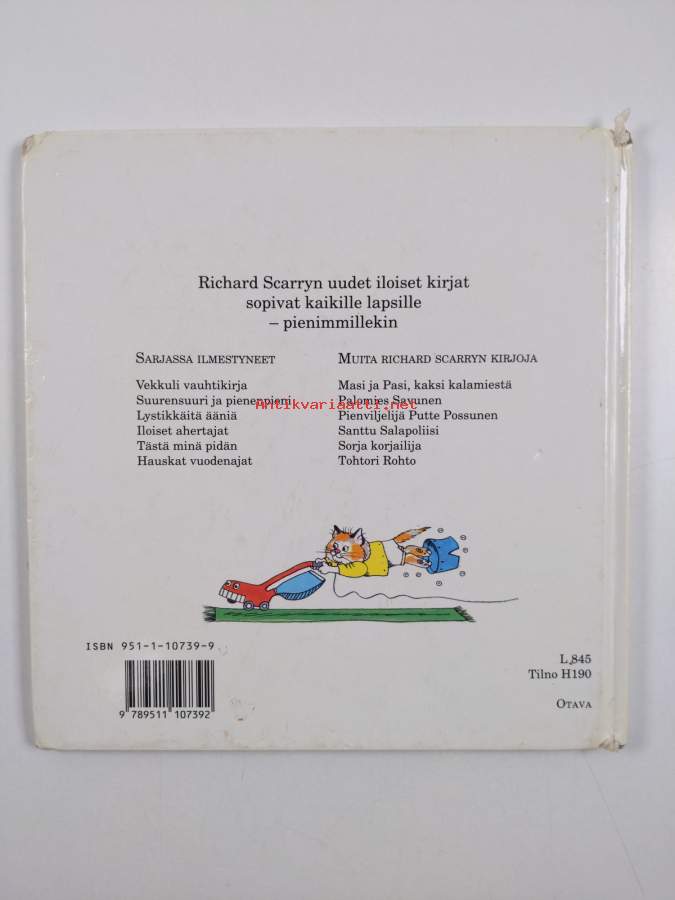 Richard Scarryn uudet iloiset kirjat
sopivat kaikille lapsille
– pienimmillekin
SARJASSA ILMESTYNEET
Vekkuli vauhtikirja
Suurensuuri ja pienenpieni
Lystikkäitä ääniä
Iloiset ahertajat
Tästä minä pidän
Hauskat vuodenajat
MUITA RICHARD SCARRYN KIRJOJA
Masi ja Pasi, kaksi kalamiestä
Palomies Savunen
Pienviljelijä Putte Possunen
Santtu Salapoliisi
Sorja korjailija
Tohtori Rohto
Antikvariaatti.net
ISBN 951-1-10739-9
9 789511 107392
L 845
Tilno H190
OTAVA